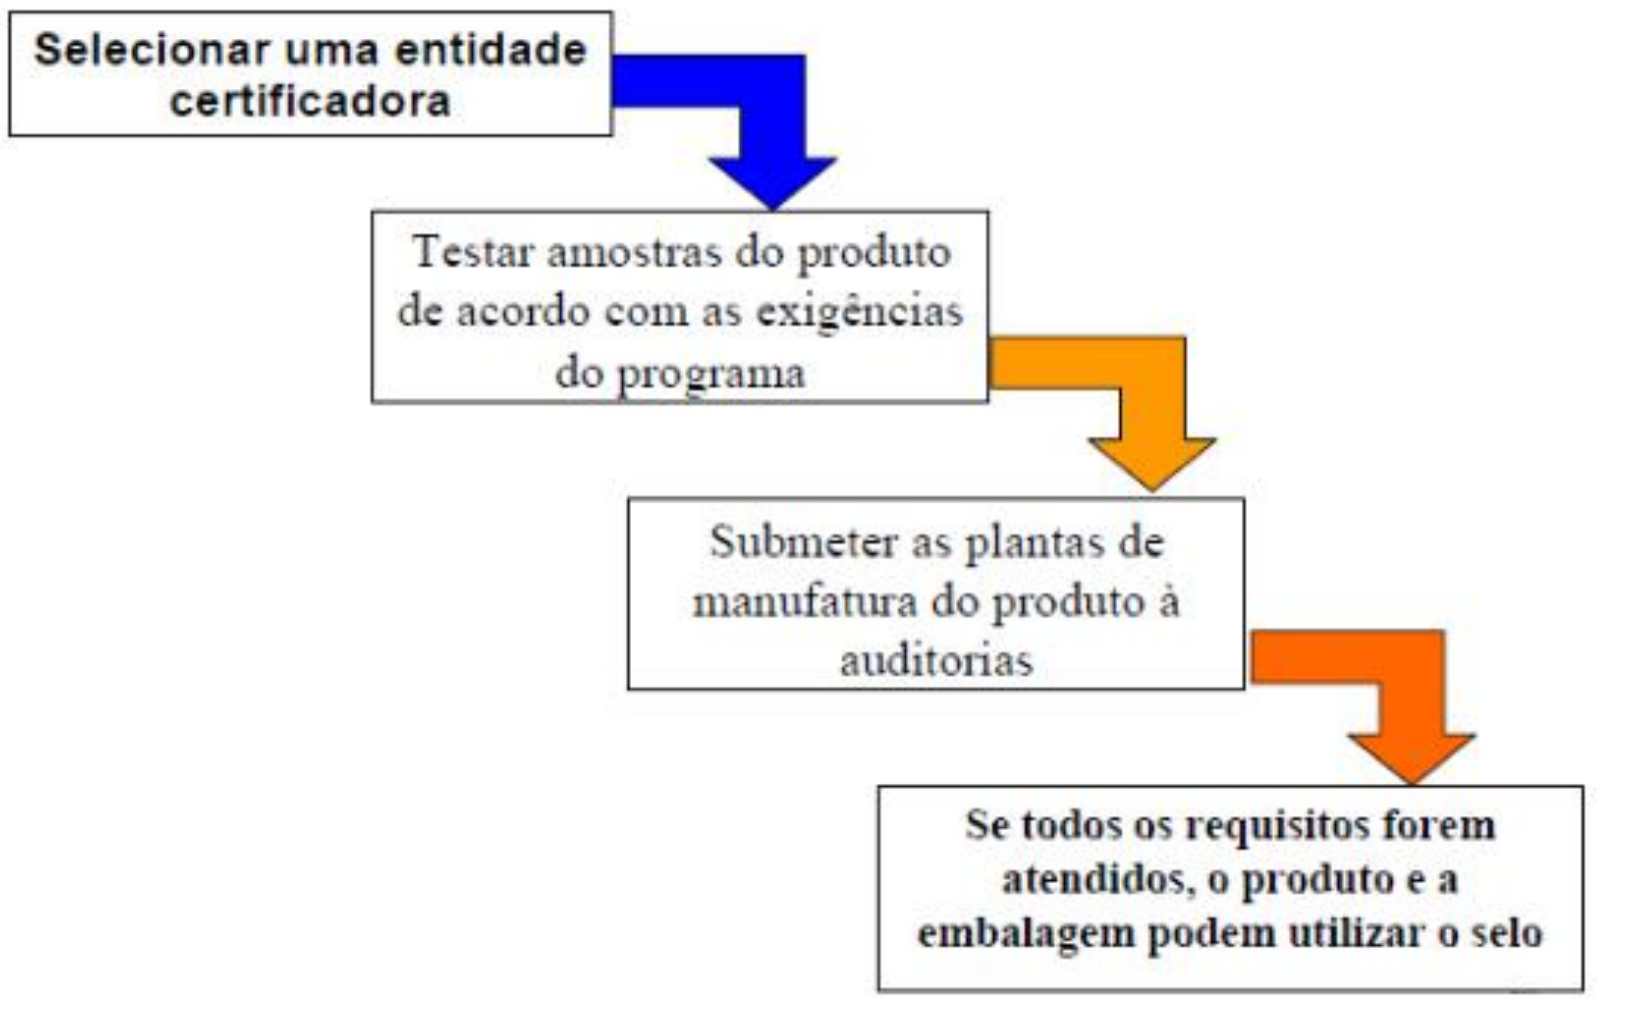 Selecionar uma entidade
certificadora
Testar amostras do produto
de acordo com as exigências
do programa
Submeter as plantas de
manufatura do produto à
auditorias
Se todos os requisitos forem
atendidos, o produto e a
embalagem podem utilizar o selo